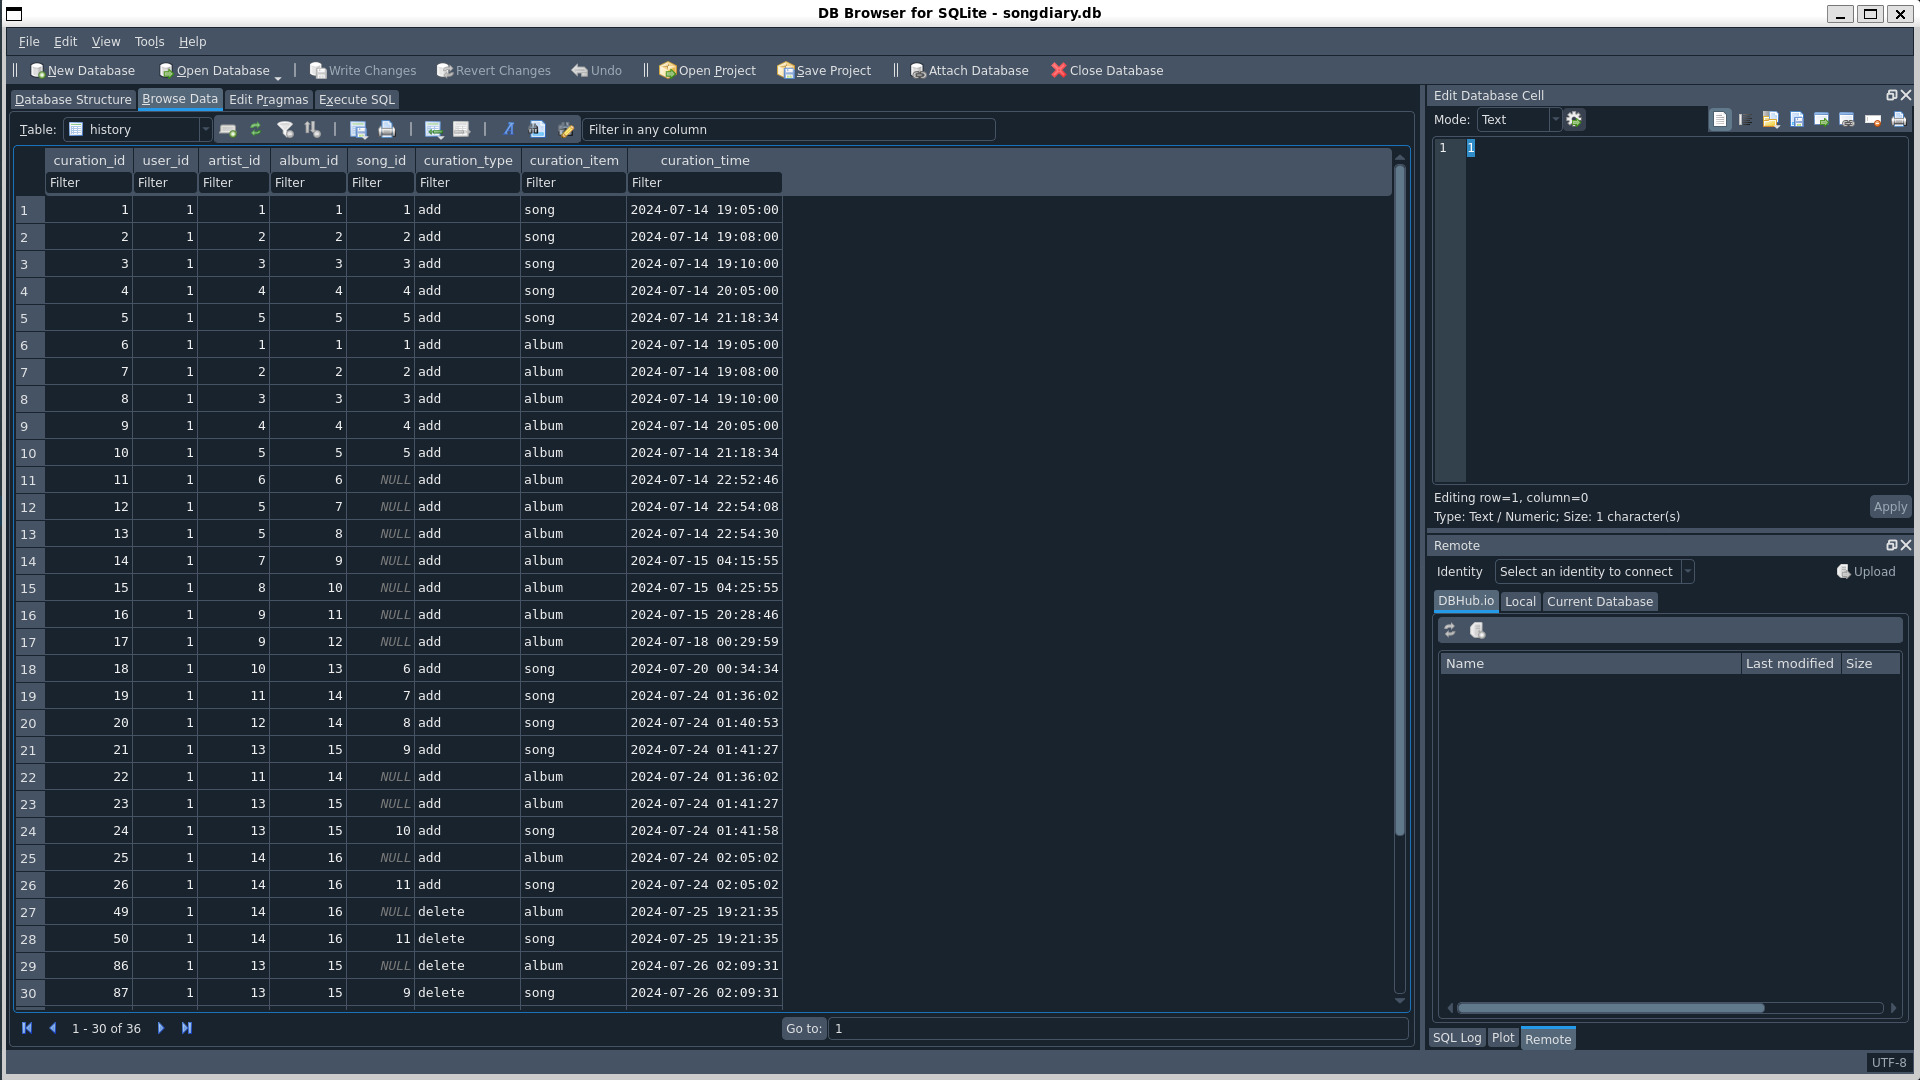 DB Browser for SQLite - songdiary.db
File Edit View Tools Help
New Database Open Database Write Changes Revert Changes Undo Open Project Save Project Attach Database Close Database
Database Structure Browse Data Edit Pragmas Execute SQL
Table: history Filter in any column
curation_id user_id artist_id album_id song_id curation_type curation_item curation_time
Filter Filter Filter Filter Filter Filter Filter Filter
1 1 1 1 1 1 add song 2024-07-14 19:05:00
2 2 1 2 2 2 add song 2024-07-14 19:08:00
3 3 1 3 3 3 add song 2024-07-14 19:10:00
4 4 1 4 4 4 add song 2024-07-14 20:05:00
5 5 1 5 5 5 add song 2024-07-14 21:18:34
6 6 1 1 1 1 add album 2024-07-14 19:05:00
7 7 1 2 2 2 add album 2024-07-14 19:08:00
8 8 1 3 3 3 add album 2024-07-14 19:10:00
9 9 1 4 4 4 add album 2024-07-14 20:05:00
10 10 1 5 5 5 add album 2024-07-14 21:18:34
11 11 1 6 6 NULL add album 2024-07-14 22:52:46
12 12 1 5 7 NULL add album 2024-07-14 22:54:08
13 13 1 5 8 NULL add album 2024-07-14 22:54:30
14 14 1 7 9 NULL add album 2024-07-15 04:15:55
15 15 1 8 10 NULL add album 2024-07-15 04:25:55
16 16 1 9 11 NULL add album 2024-07-15 20:28:46
17 17 1 9 12 NULL add album 2024-07-18 00:29:59
18 18 1 10 13 6 add song 2024-07-20 00:34:34
19 19 1 11 14 7 add song 2024-07-24 01:36:02
20 20 1 12 14 8 add song 2024-07-24 01:40:53
21 21 1 13 15 9 add song 2024-07-24 01:41:27
22 22 1 11 14 NULL add album 2024-07-24 01:36:02
23 23 1 13 15 NULL add album 2024-07-24 01:41:27
24 24 1 13 15 10 add song 2024-07-24 01:41:58
25 25 1 14 16 NULL add album 2024-07-24 02:05:02
26 26 1 14 16 11 add song 2024-07-24 02:05:02
27 49 1 14 16 NULL delete album 2024-07-25 19:21:35
28 50 1 14 16 11 delete song 2024-07-25 19:21:35
29 86 1 13 15 NULL delete album 2024-07-26 02:09:31
30 87 1 13 15 9 delete song 2024-07-26 02:09:31
1 - 30 of 36 Go to: 1
Edit Database Cell
Mode: Text
1 1
Editing row=1, column=0
Type: Text / Numeric; Size: 1 character(s)
Apply
Remote
Identity Select an identity to connect Upload
DBHub.io Local Current Database
Name Last modified Size
SQL Log Plot Remote
UTF-8